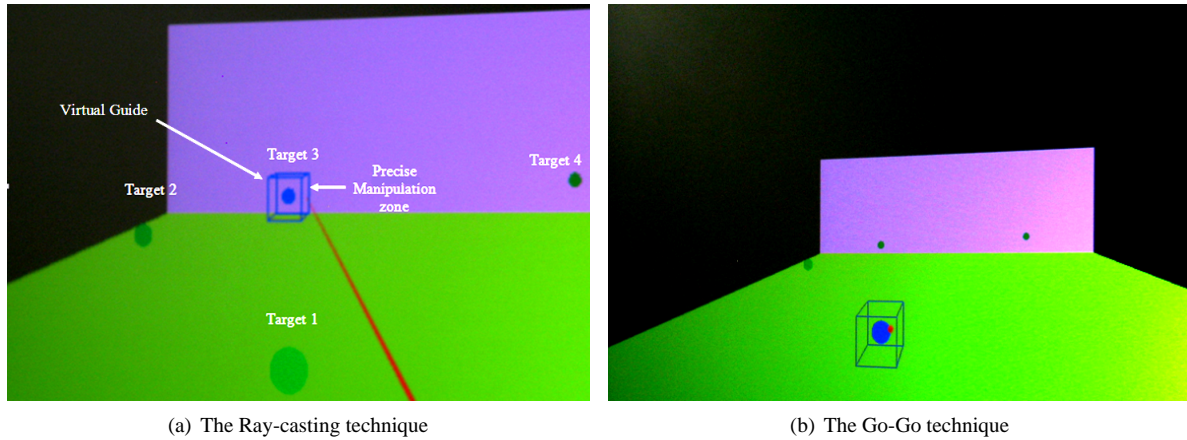 Virtual Guide
Target 3
Target 4
Target 2
Precise
Manipulation
zone
Target 1
(a) The Ray-casting technique
(b) The Go-Go technique